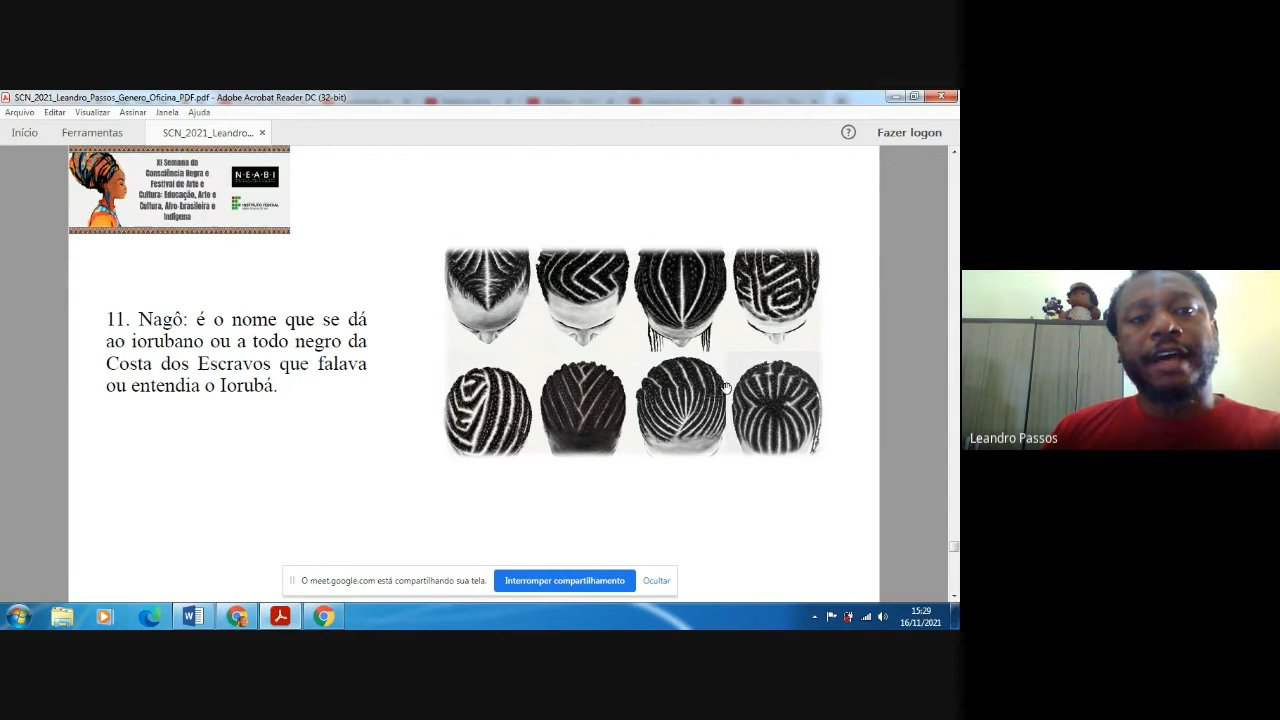 SCN_2021_Leandro_Passos_Genero_Oficina_PDF.pdf - Adobe Acrobat Reader DC (32-bit)
Arquivo Editar Visualizar Assinar Janela Ajuda
Início Ferramentas SCN_2021_Leandro... × ? Fazer logon
XI Semana da
Consciência Negra e
Festival de Arte e
Cultura: Educação, Arte e
Cultura, Afro-brasileira e
Indígena
NEABI
INSTITUTO FEDERAL
11. Nagô: é o nome que se dá
ao iorubano ou a todo negro da
Costa dos Escravos que falava
ou entendia o Iorubá.
Leandro Passos
O meet.google.com está compartilhando sua tela. Interromper compartilhamento Ocultar
15:29
16/11/2021